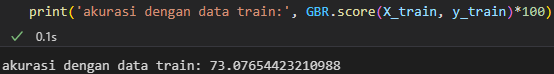 print('akurasi dengan data train:', GBR.score(X_train, y_train)*100)
0.1s
akurasi dengan data train: 73.07654423210988